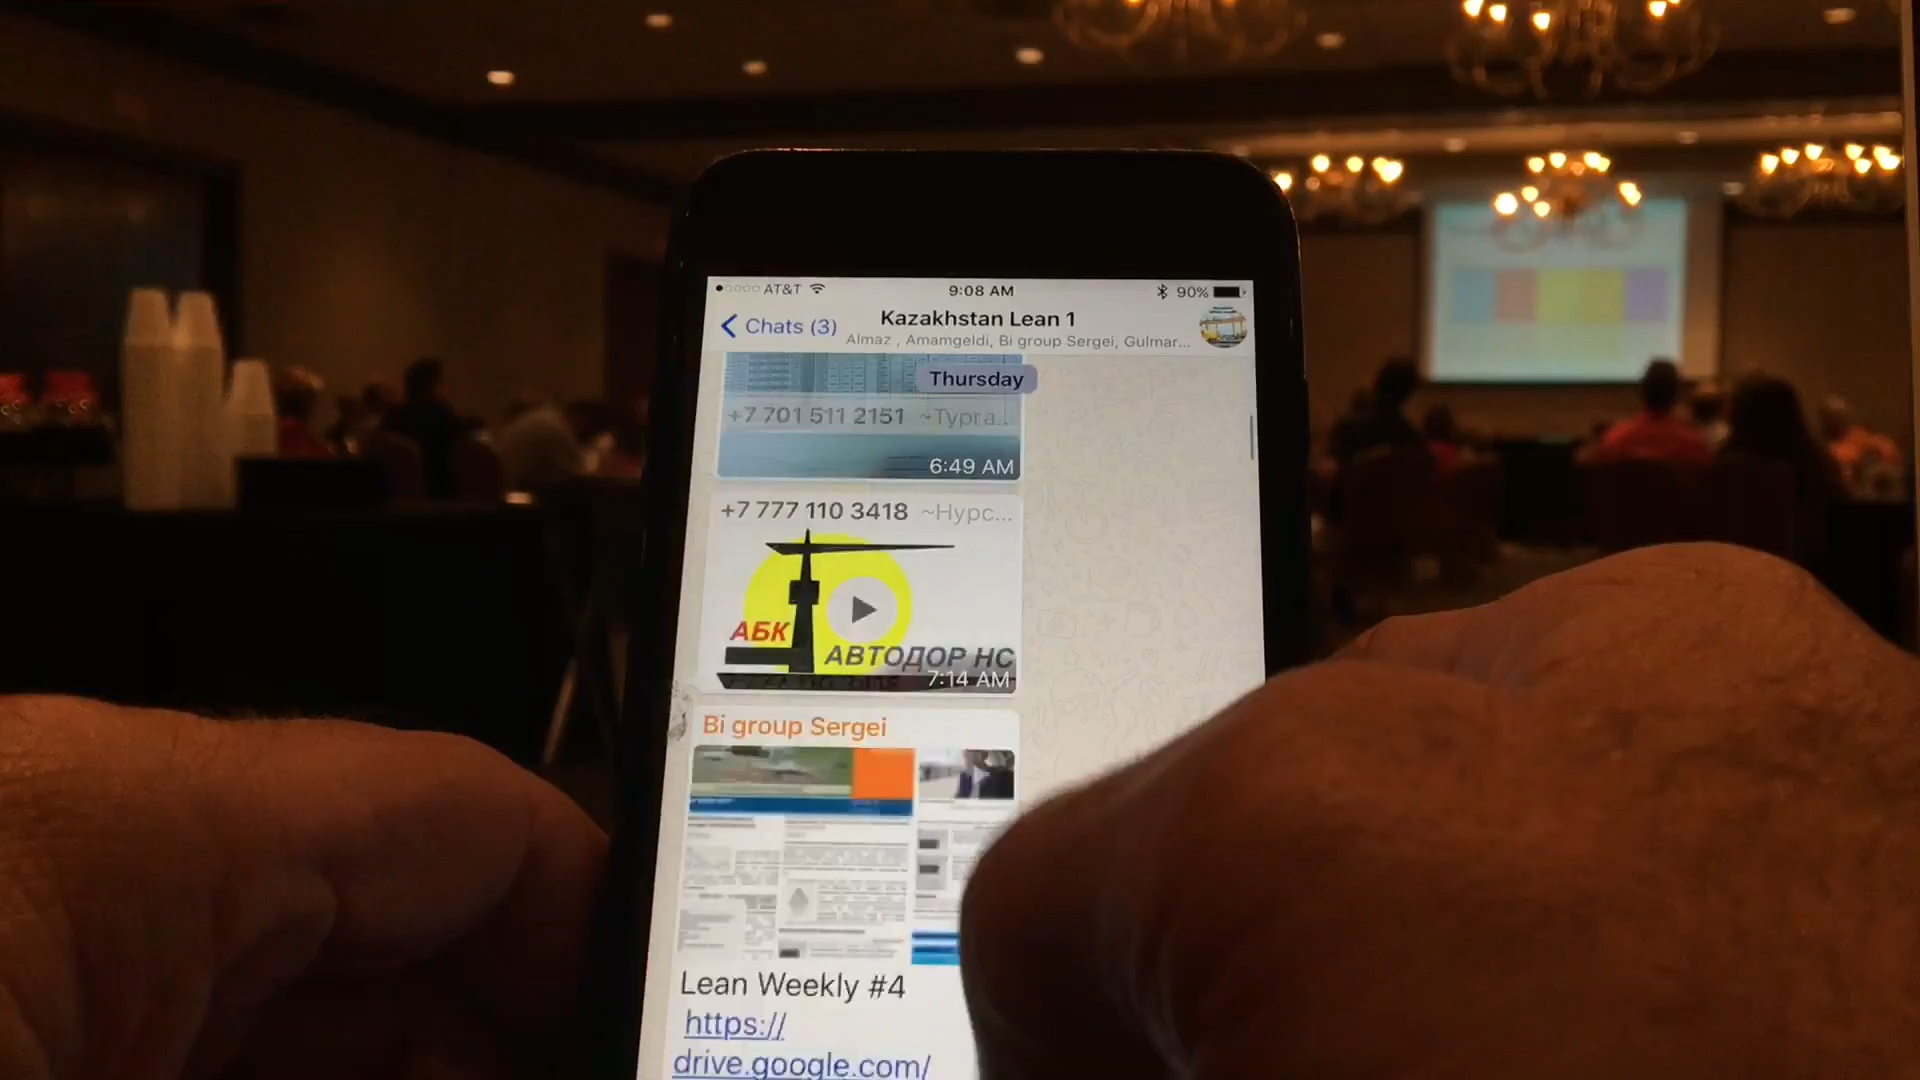 AT&T 9:08 AM 90%
Chats (3) Kazakhstan Lean 1
Almaz , Amamgeldi, Bi group Sergei, Gulmar...
Thursday
+7 701 511 2151 ~Турга...
6:49 AM
+7 777 110 3418 ~Нурс...
АБК
АВТОДОР НС
7:14 AM
Bi group Sergei
Lean Weekly #4
https://
drive.google.com/